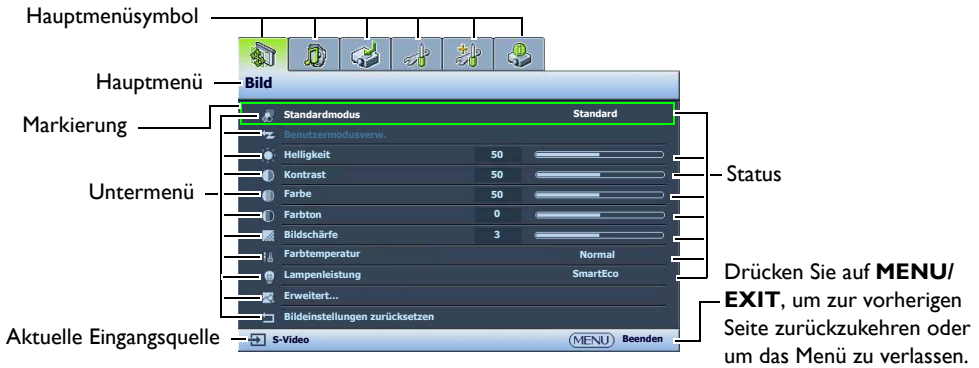 Hauptmenüsymbol
Hauptmenü
Bild
Markierung
Standardmodus Standard
Benutzermodusverw.
Helligkeit 50
Kontrast 50
Status
Untermenü
Farbe 50
Farbton 0
Bildschärfe 3
Farbtemperatur Normal
Lampenleistung SmartEco
Erweitert...
Bildeinstellungen zurücksetzen
Aktuelle Eingangsquelle
S-Video MENU Beenden
Drücken Sie auf MENU/
EXIT, um zur vorherigen
Seite zurückzukehren oder
um das Menü zu verlassen.